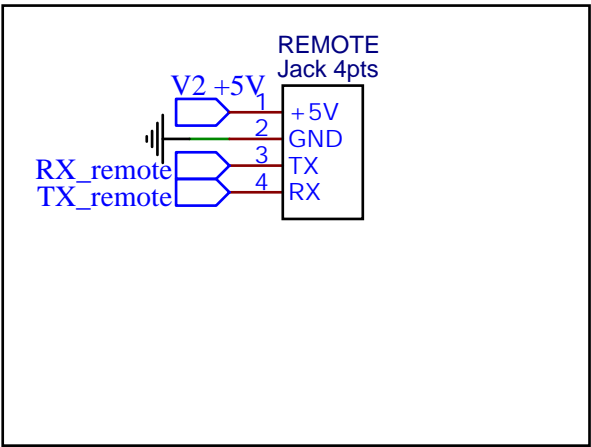 REMOTE
Jack 4pts
V2 +5V
1
+5V
2
GND
RX_remote
3
TX
TX_remote
4
RX